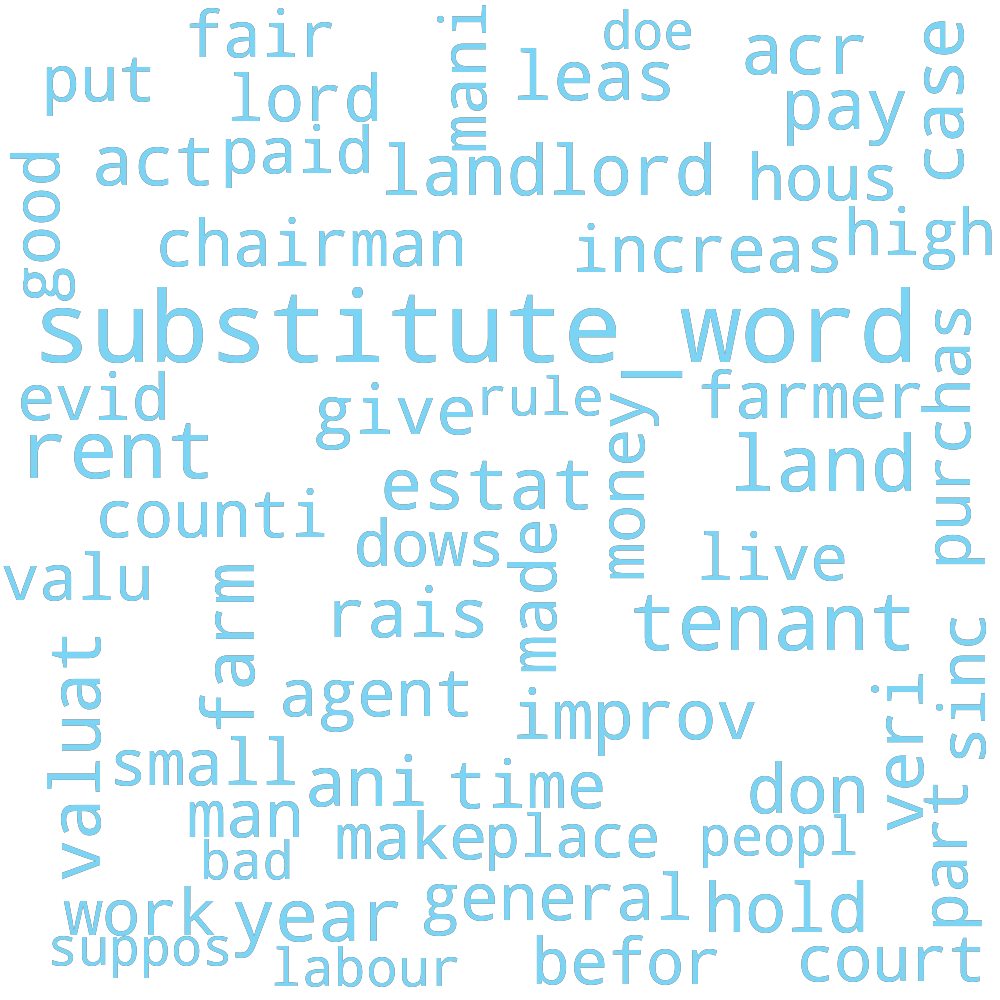 fair
doe
mani
case
put
leas
acr
lord
pay
act
paid
landlord
hous
good
chairman
increas
high
substitute_word
evid
give
rule
money
farmer
purchas
rent
land
estat
counti
dows
made
live
valu
farm
rais
tenant
sinc
valuat
agent
improv
veri
small
ani
time
don
part
man
make
place
peopl
bad
work
year
general
hold
suppos
labour
befor
court